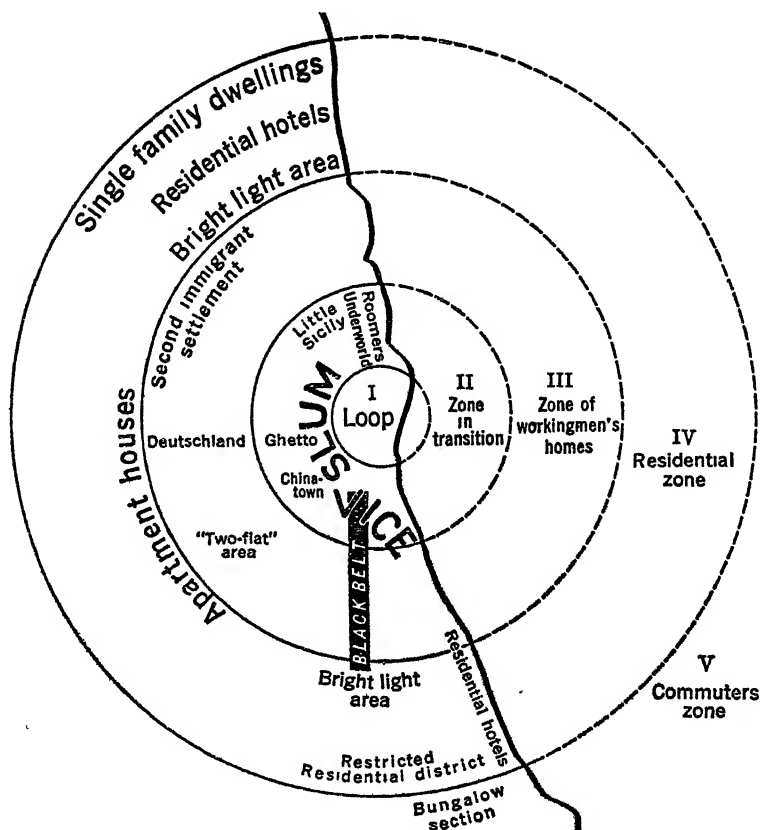 Single family dwellings
Residential hotels
Bright light area
Second immigrant
settlement
Little
Sicily
Roomers
Underworld
I
Loop
II
Zone
in
transition
III
Zone of
workingmen's
homes
IV
Residential
zone
V
Commuters
zone
Apartment houses
Deutschland
Ghetto
SLUM
China-
town
VICE
"Two-flat"
area
BLACK BELT
Bright light
area
Residential hotels
Restricted
Residential district
Bungalow
section